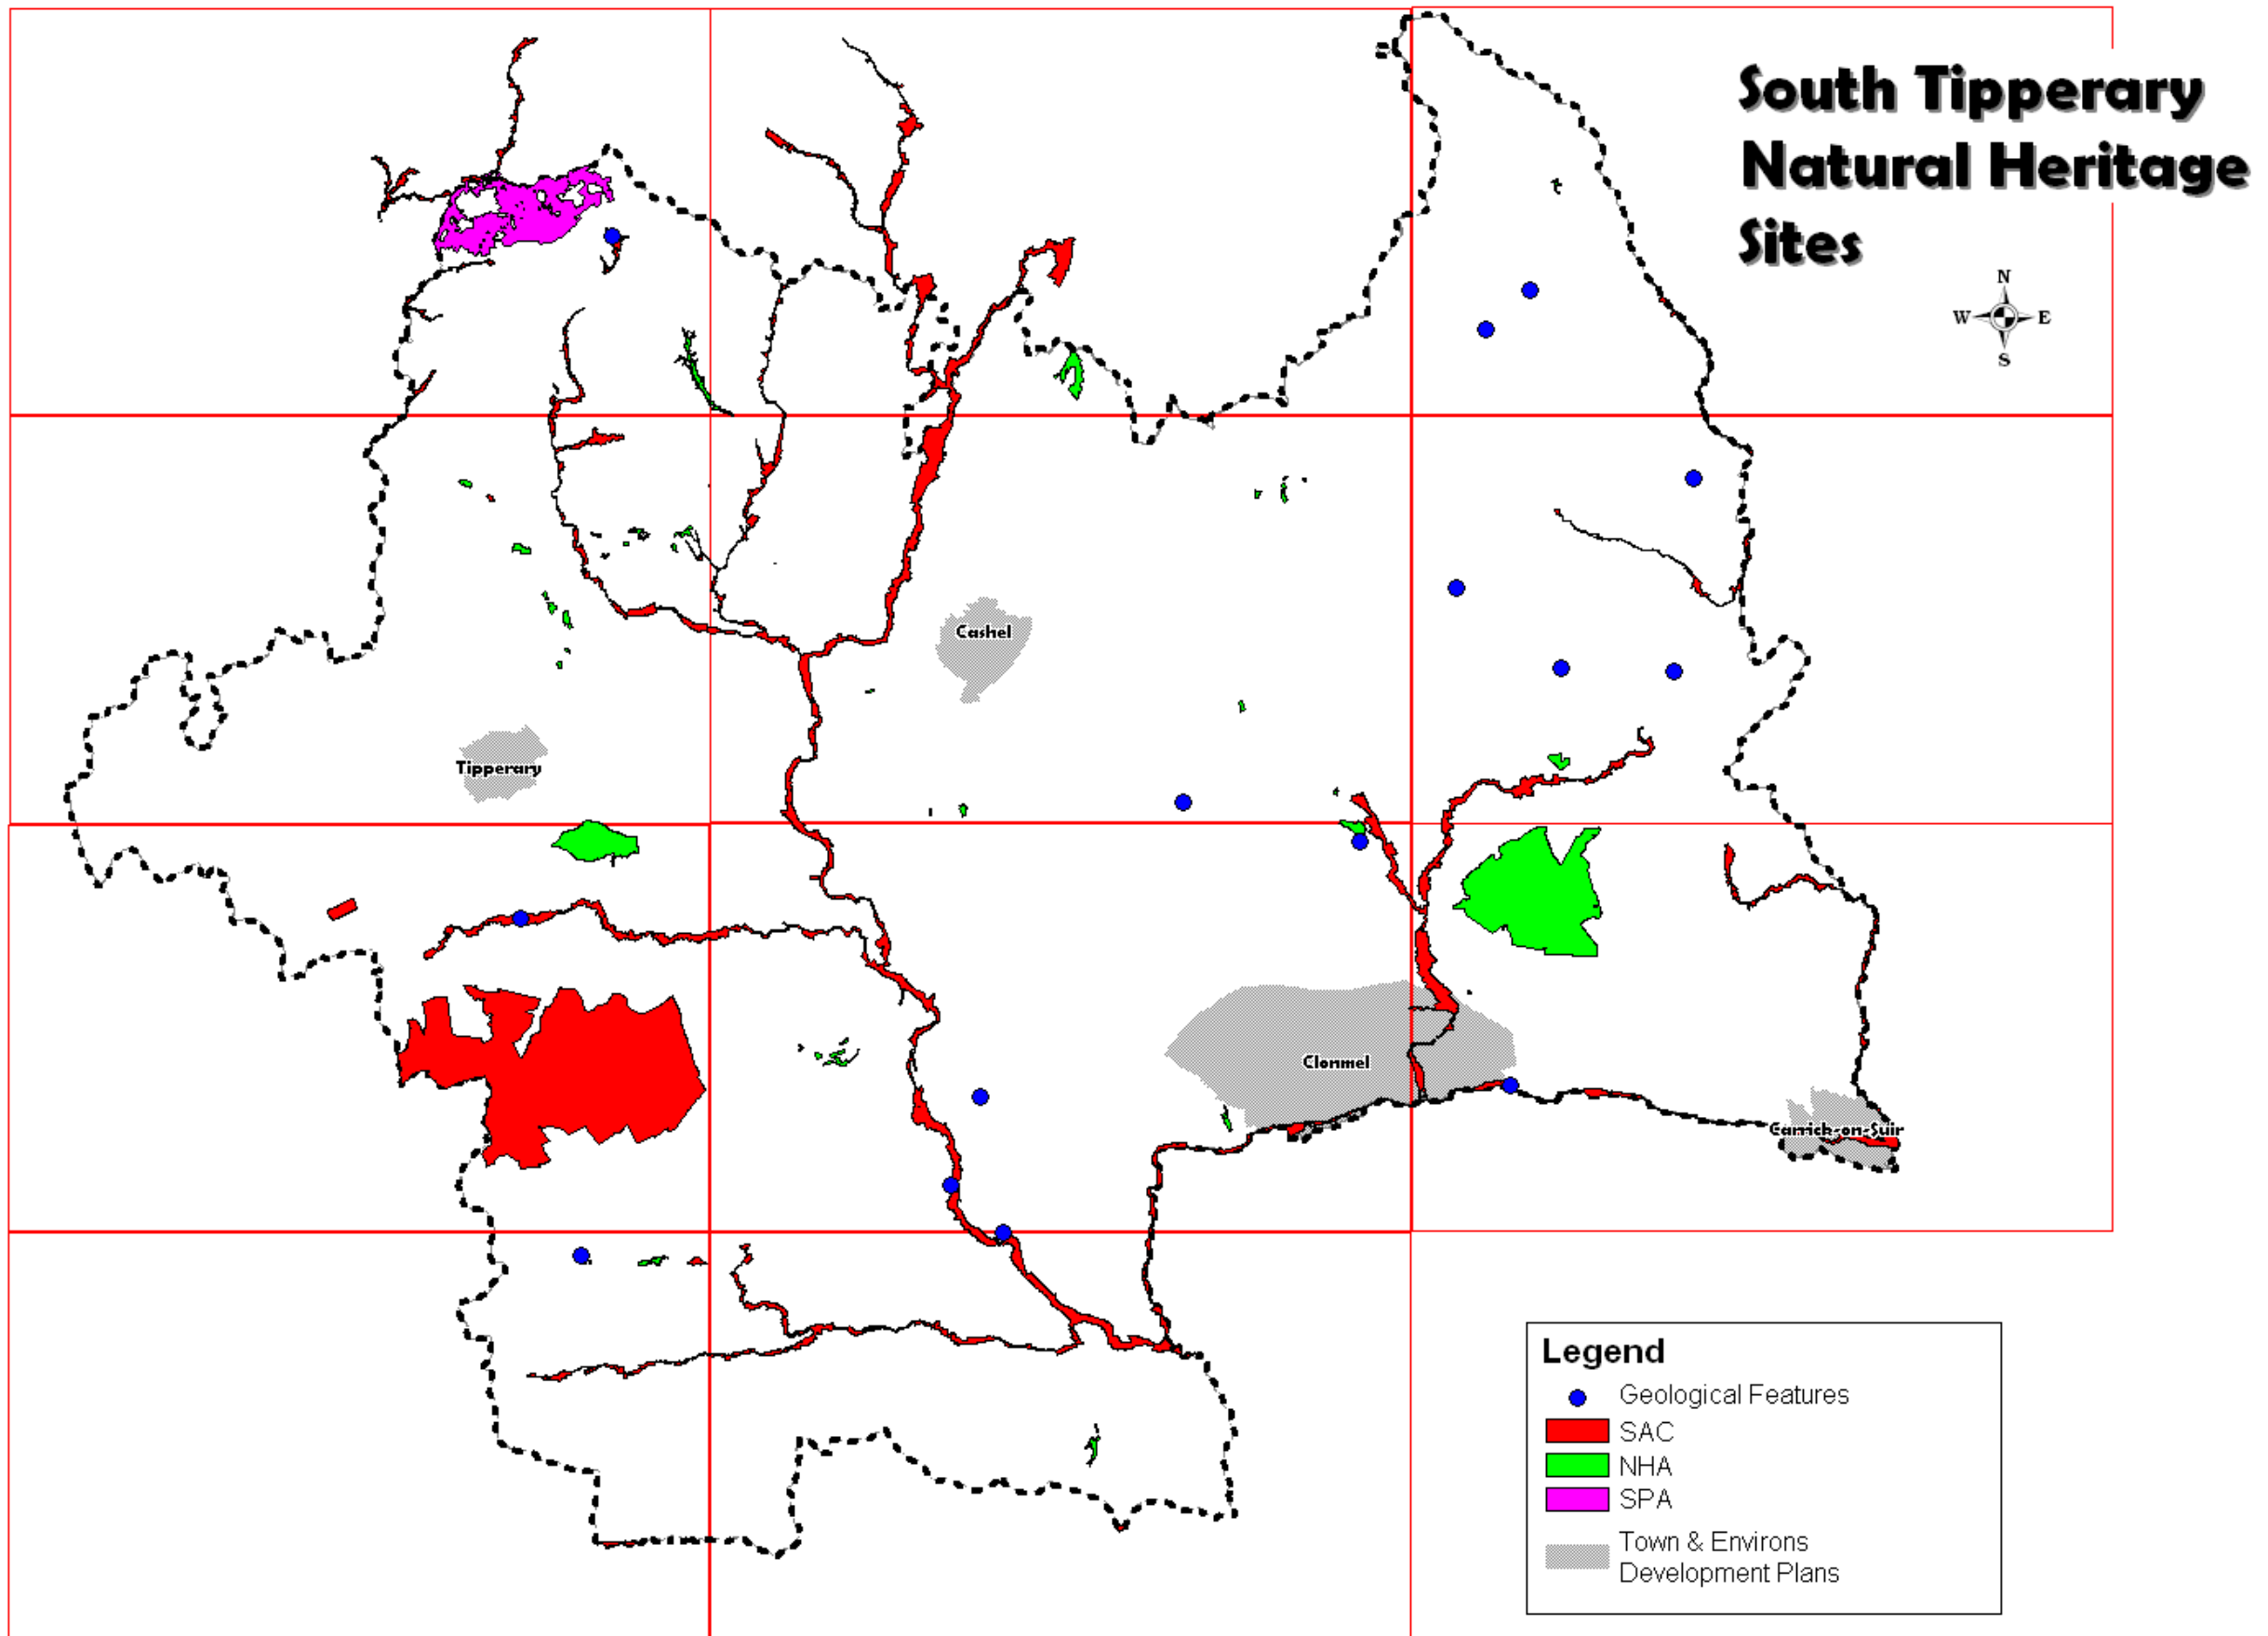 South Tipperary
Natural Heritage
Sites
N
W E
S
Cashel
Tipperary
Clonmel
Carrick-on-Suir
Legend
Geological Features
SAC
NHA
SPA
Town & Environs
Development Plans